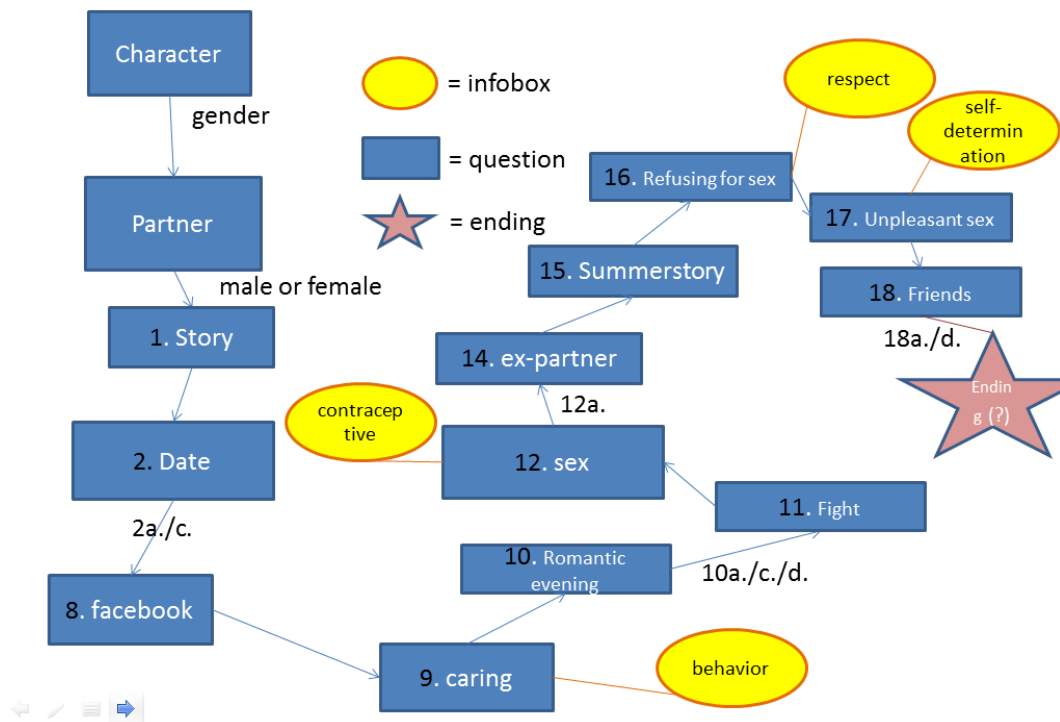 Character
gender
Partner
male or female
1. Story
2. Date
2a./c.
8. facebook
= infobox
= question
= ending
respect
self-
determin
ation
16. Refusing for sex
17. Unpleasant sex
15. Summerstory
18. Friends
18a./d.
Endin
g (?)
14. ex-partner
12a.
contracep
tive
12. sex
11. Fight
10. Romantic
evening
10a./c./d.
9. caring
behavior